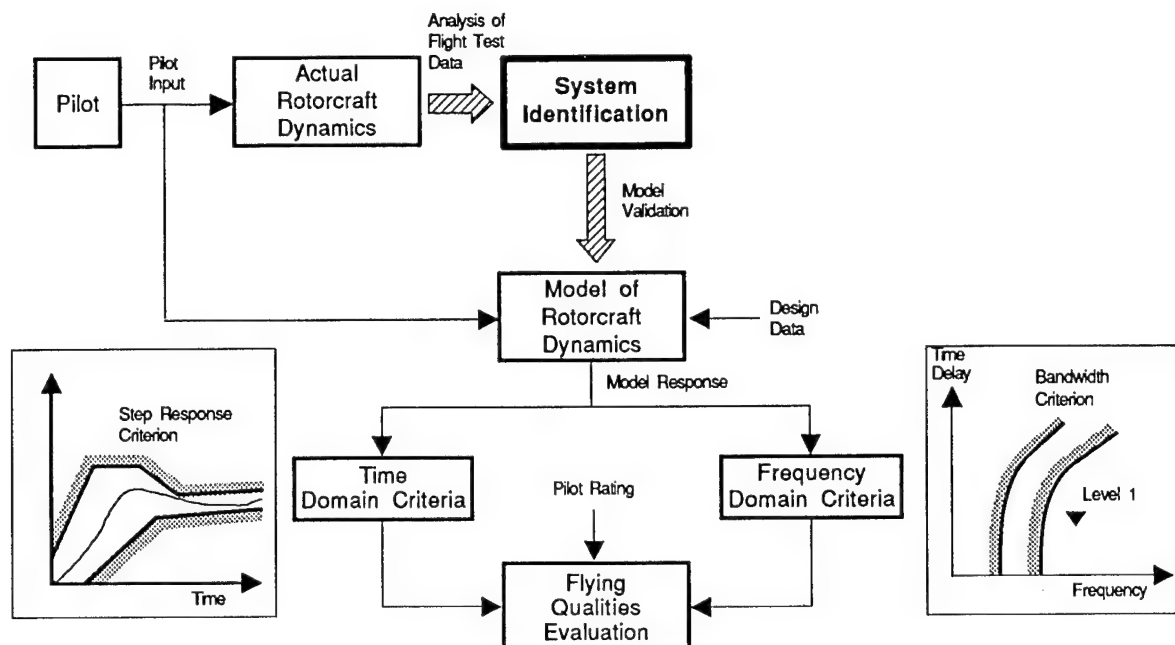 Analysis of
Flight Test
Data
Pilot
Input
Pilot
Actual
Rotorcraft
Dynamics
System
Identification
Model
Validation
Model of
Rotorcraft
Dynamics
Design
Data
Model Response
Step Response
Criterion
Time
Time
Delay
Bandwidth
Criterion
Level 1
Frequency
Time
Domain Criteria
Pilot Rating
Frequency
Domain Criteria
Flying
Qualities
Evaluation